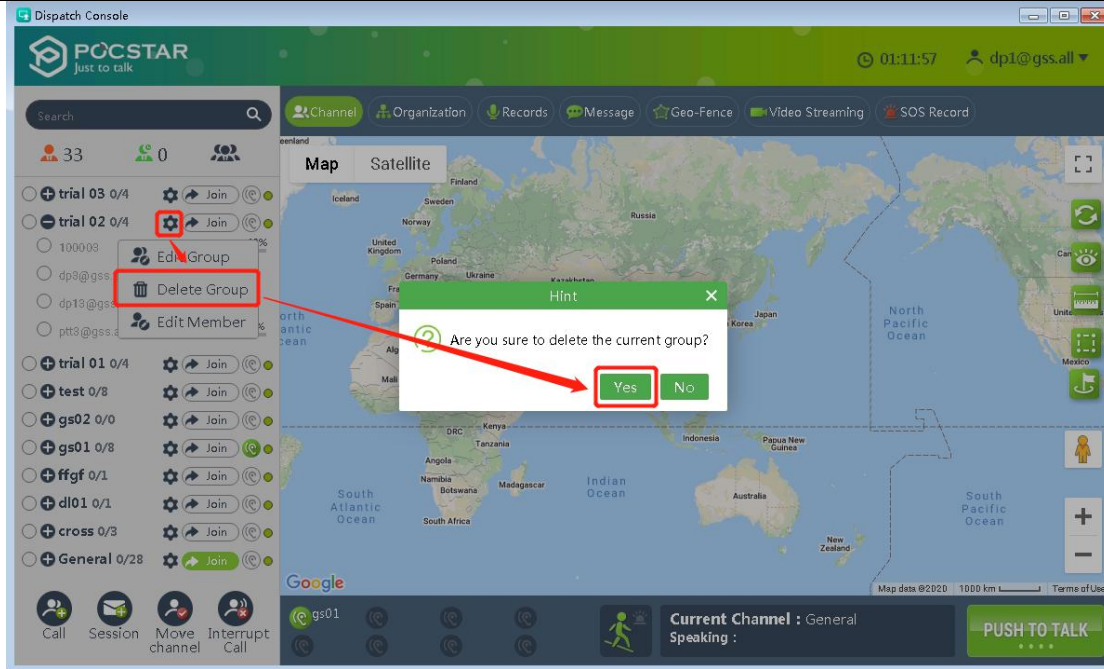 Dispatch Console
POCSTAR
Just to talk
01:11:57
dp1@gss.all
Search
Channel
Organization
Records
Message
Geo-Fence
Video Streaming
SOS Record
33
0
Map
Satellite
trial 03 0/4
Join
trial 02 0/4
Join
100003
Edit Group
dp8@gss
Delete Group
dp13@gss
Edit Member
ptt3@gss.a
%
trial 01 0/4
Join
test 0/8
Join
gs02 0/0
Join
gs01 0/8
Join
ffgf 0/1
Join
dl01 0/1
Join
cross 0/3
Join
General 0/28
Join
Call
Session
Move channel
Interrupt Call
Hint
Are you sure to delete the current group?
Yes
No
Iceland
Finland
Sweden
Norway
Russia
United Kingdom
Poland
Germany
Ukraine
Kazakhstan
Spain
Mali
Japan
Korea
North Pacific Ocean
Mexico
DRC
Kenya
Tanzania
Indonesia
Papua New Guinea
Angola
Namibia
Botswana
Madagascar
Indian Ocean
Australia
South Atlantic Ocean
South Africa
South Pacific Ocean
New Zealand
Google
Map data ©2020
1000 km
Terms of Use
gs01
Current Channel : General
Speaking :
PUSH TO TALK